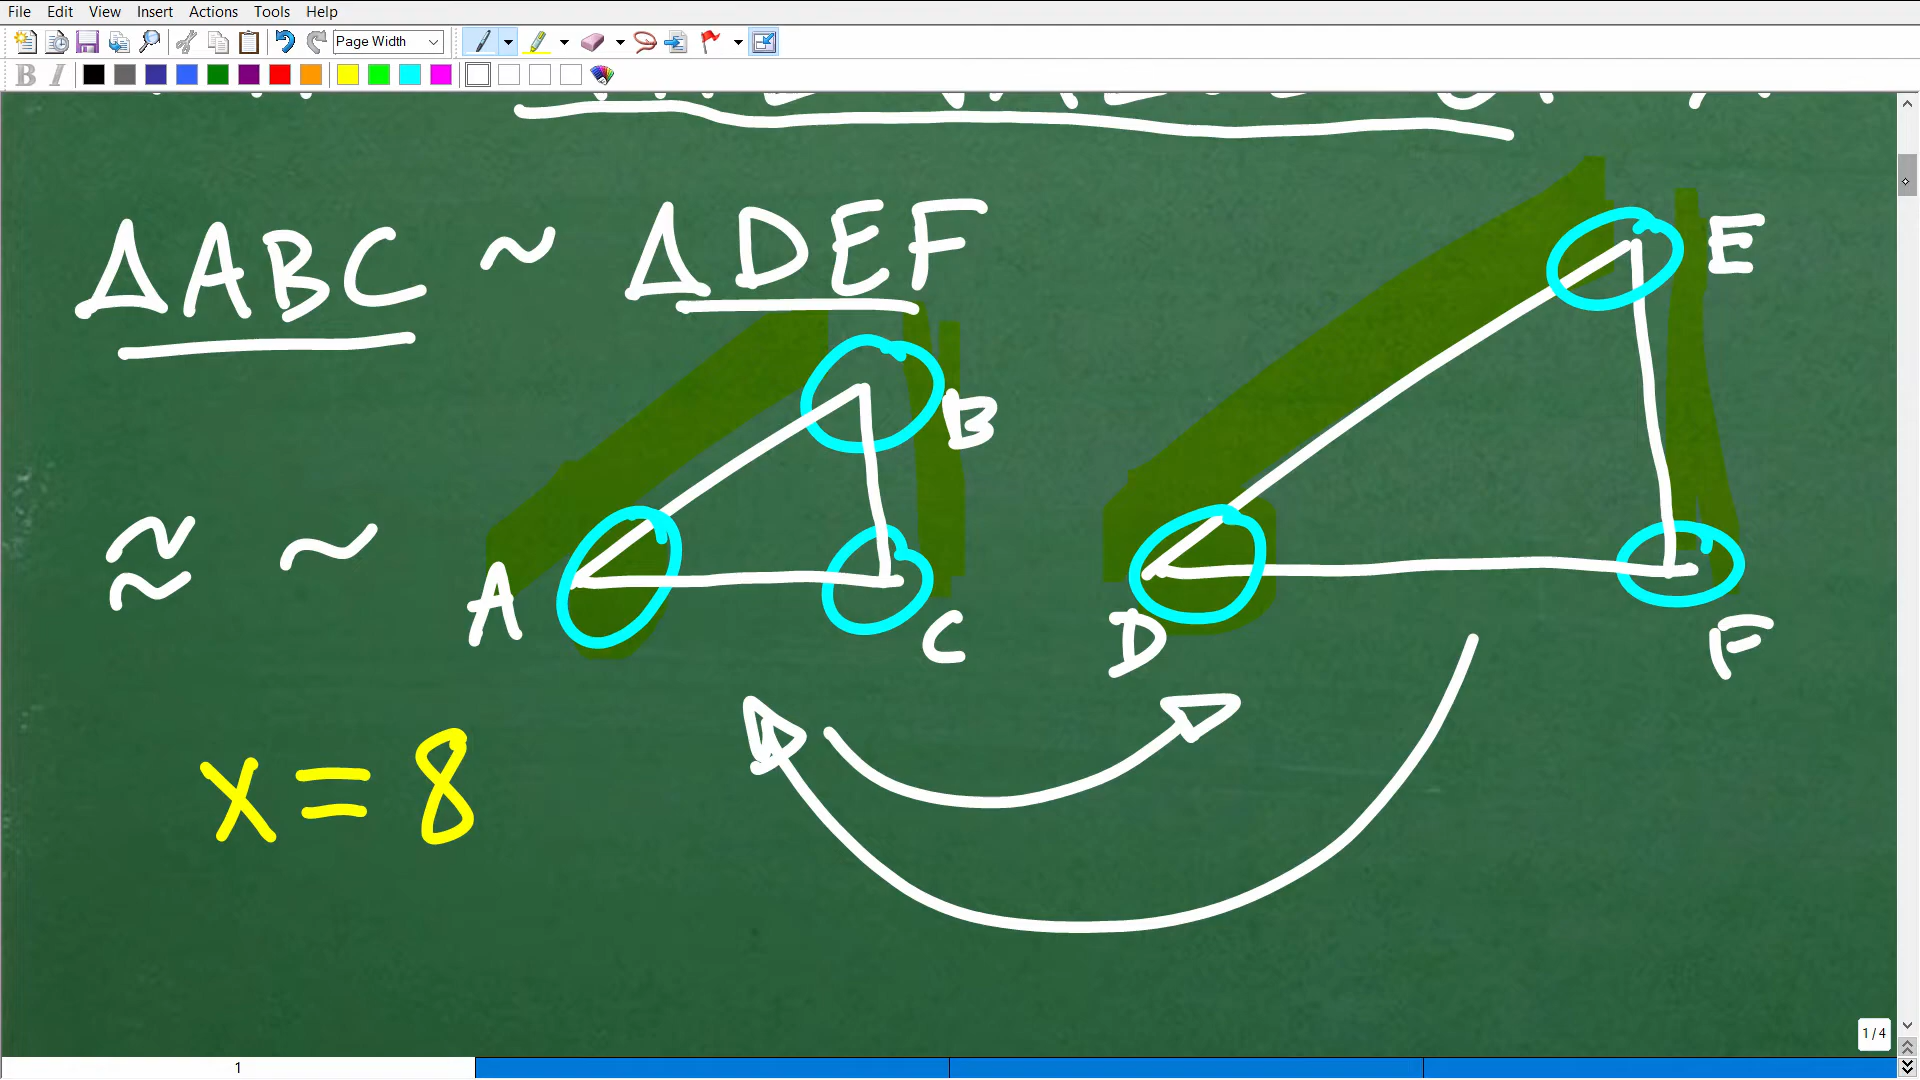 File Edit View Insert Actions Tools Help
Page Width
B I
ΔABC ~ ΔDEF
E
B
≈ ~
A
C
D
F
x = 8
1 / 4
1